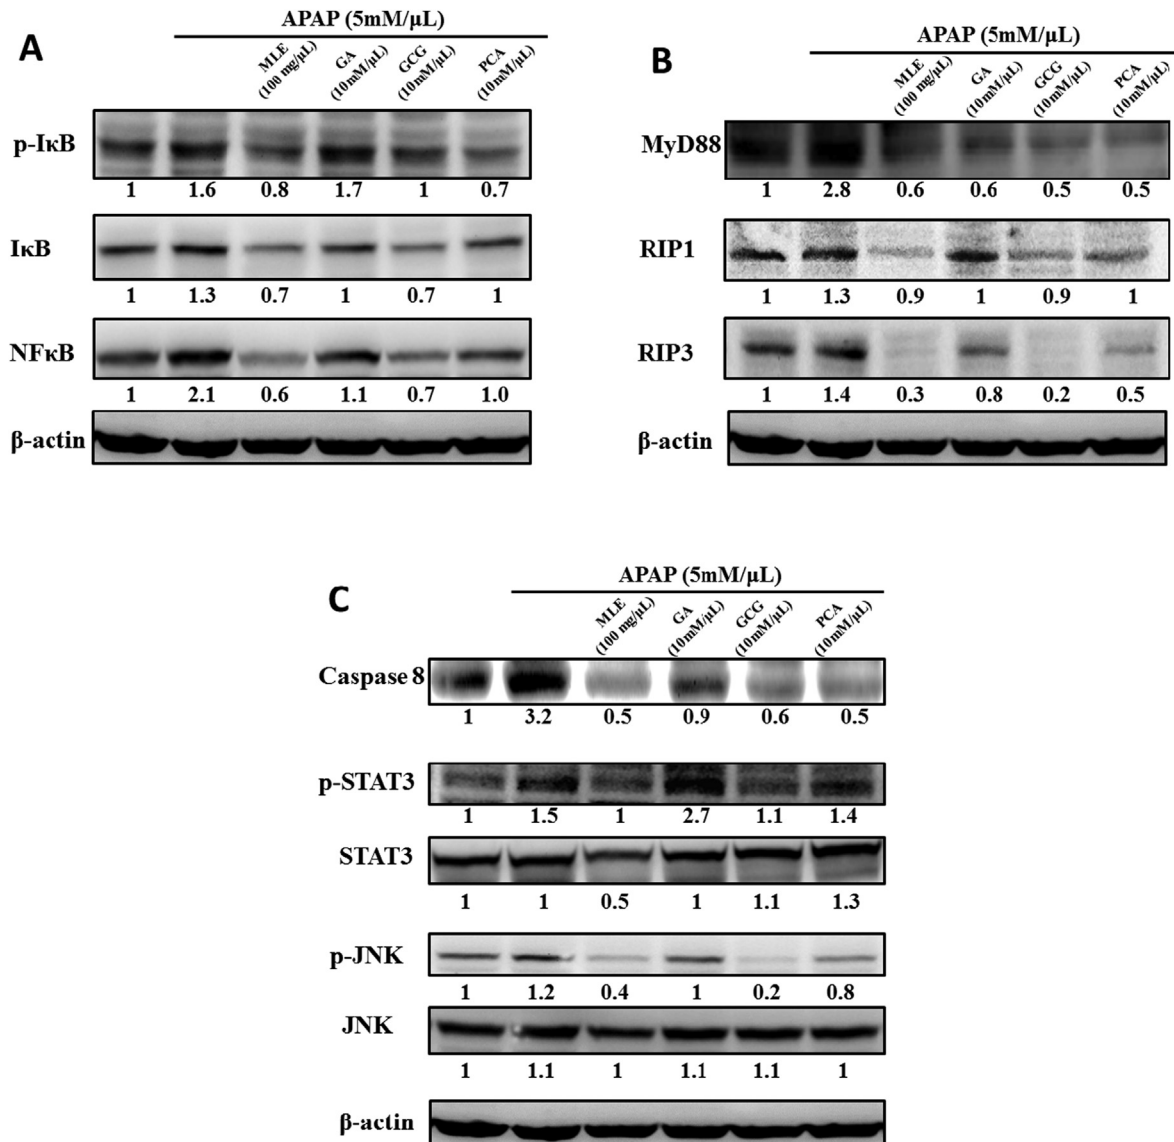 A
APAP (5mM/μL)
MLE
(100 mg/μL)
GA
(10mM/μL)
GCG
(10mM/μL)
PCA
(10mM/μL)
p-IκB
1 1.6 0.8 1.7 1 0.7
IκB
1 1.3 0.7 1 0.7 1
NFκB
1 2.1 0.6 1.1 0.7 1.0
β-actin
B
APAP (5mM/μL)
MLE
(100 mg/μL)
GA
(10mM/μL)
GCG
(10mM/μL)
PCA
(10mM/μL)
MyD88
1 2.8 0.6 0.6 0.5 0.5
RIP1
1 1.3 0.9 1 0.9 1
RIP3
1 1.4 0.3 0.8 0.2 0.5
β-actin
C
APAP (5mM/μL)
MLE
(100 mg/μL)
GA
(10mM/μL)
GCG
(10mM/μL)
PCA
(10mM/μL)
Caspase 8
1 3.2 0.5 0.9 0.6 0.5
p-STAT3
1 1.5 1 2.7 1.1 1.4
STAT3
1 1 0.5 1 1.1 1.3
p-JNK
1 1.2 0.4 1 0.2 0.8
JNK
1 1.1 1 1.1 1.1 1
β-actin